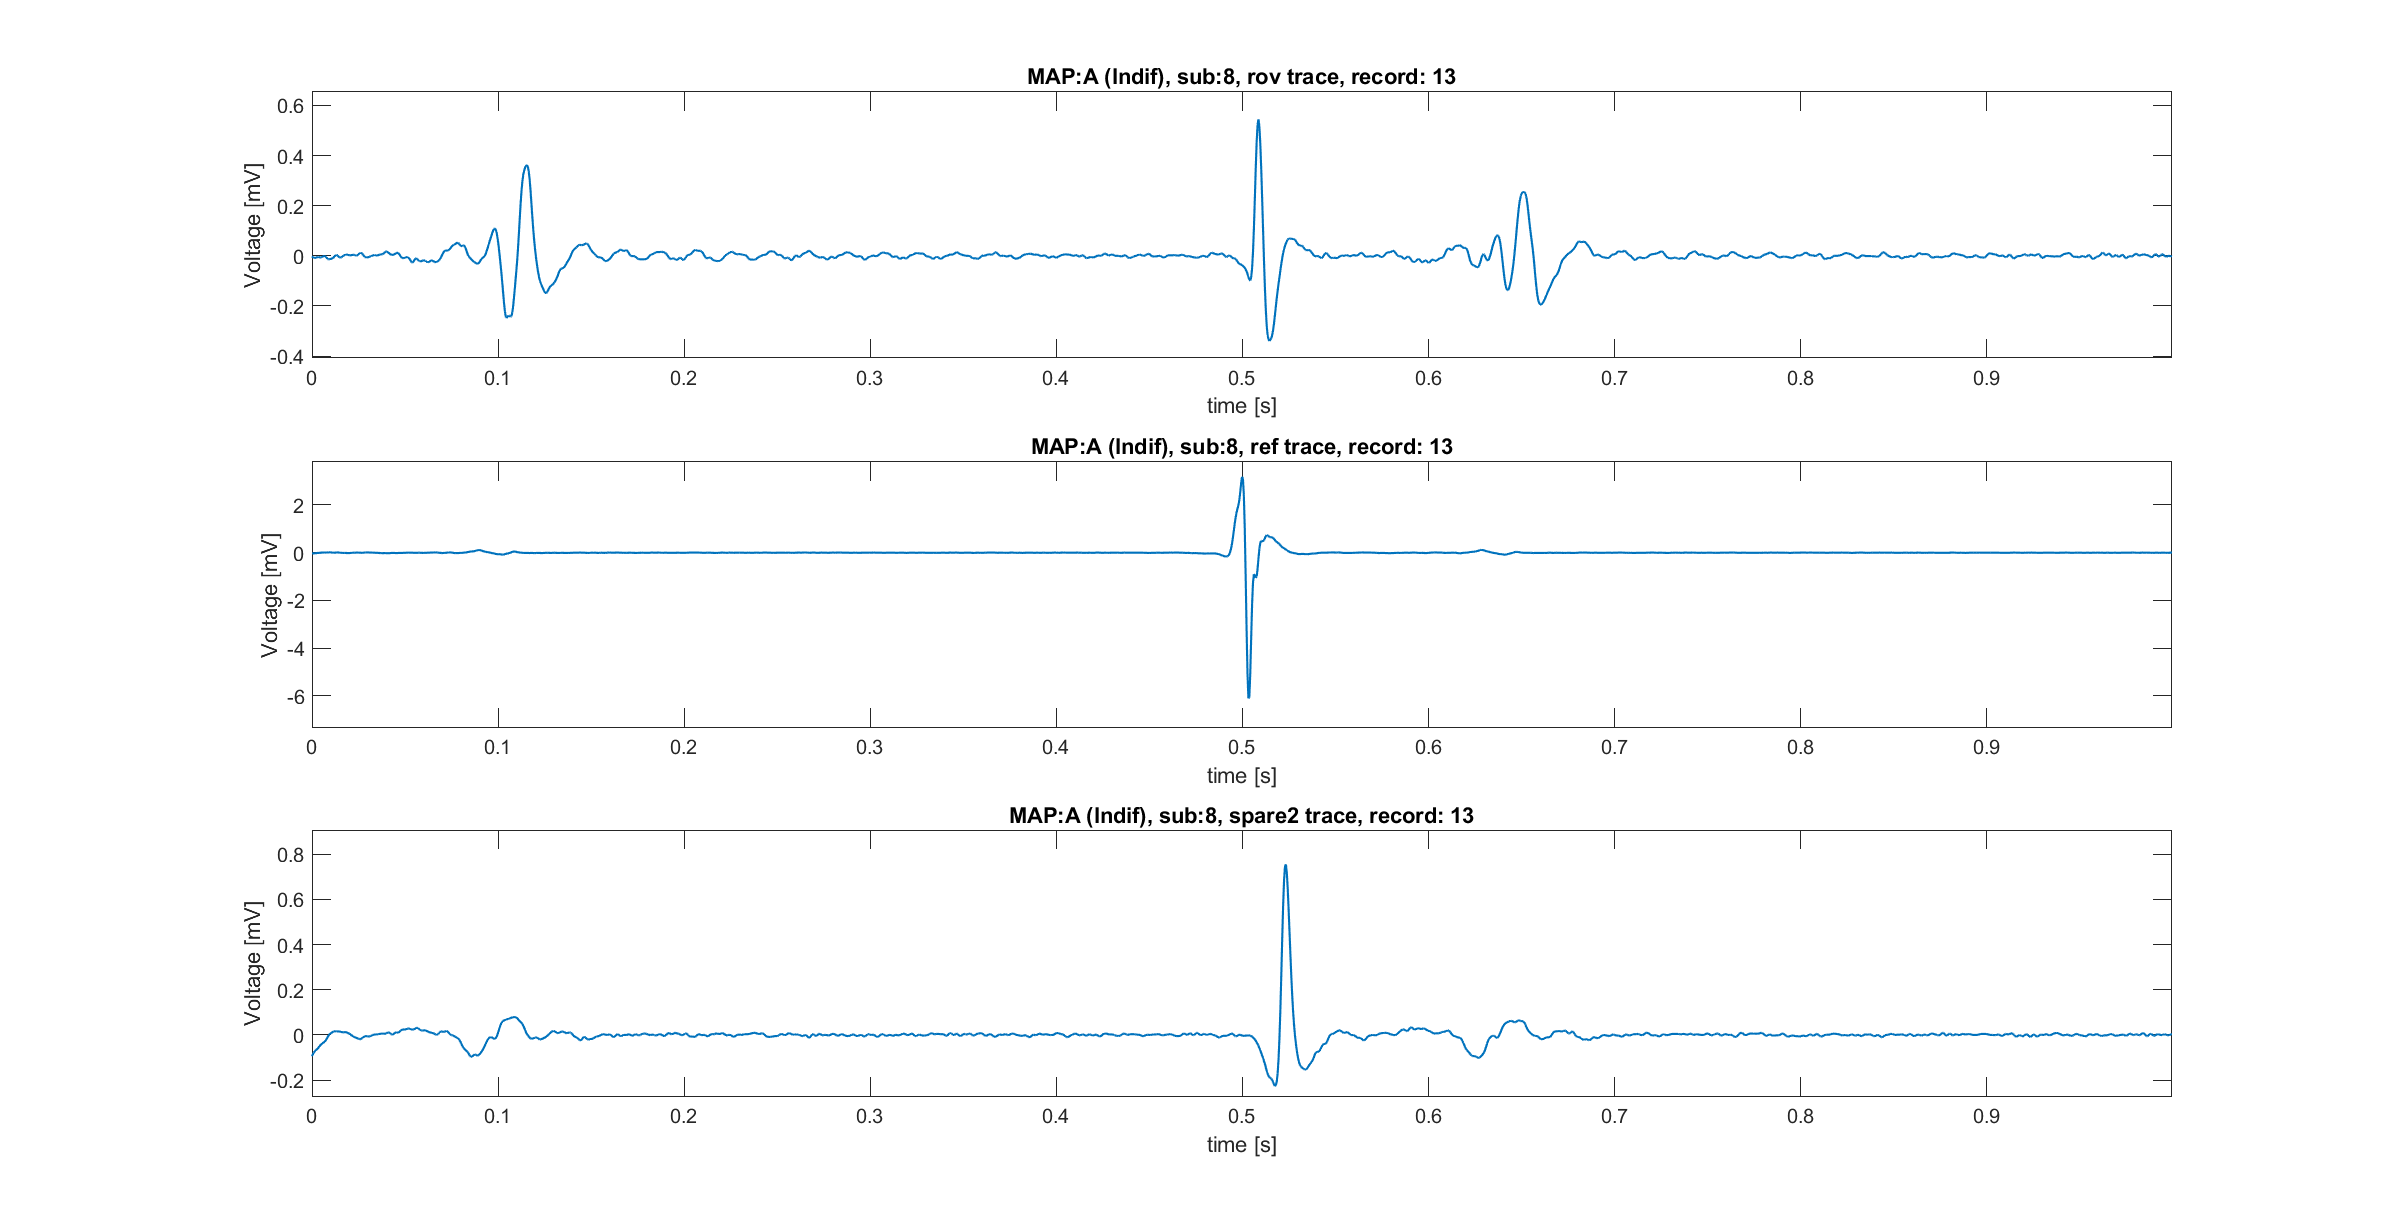 MAP:A (Indif), sub:8, rov trace, record: 13
Voltage [mV]
0.6
0.4
0.2
0
-0.2
-0.4
0 0.1 0.2 0.3 0.4 0.5 0.6 0.7 0.8 0.9
time [s]
MAP:A (Indif), sub:8, ref trace, record: 13
Voltage [mV]
2
0
-2
-4
-6
0 0.1 0.2 0.3 0.4 0.5 0.6 0.7 0.8 0.9
time [s]
MAP:A (Indif), sub:8, spare2 trace, record: 13
Voltage [mV]
0.8
0.6
0.4
0.2
0
-0.2
0 0.1 0.2 0.3 0.4 0.5 0.6 0.7 0.8 0.9
time [s]